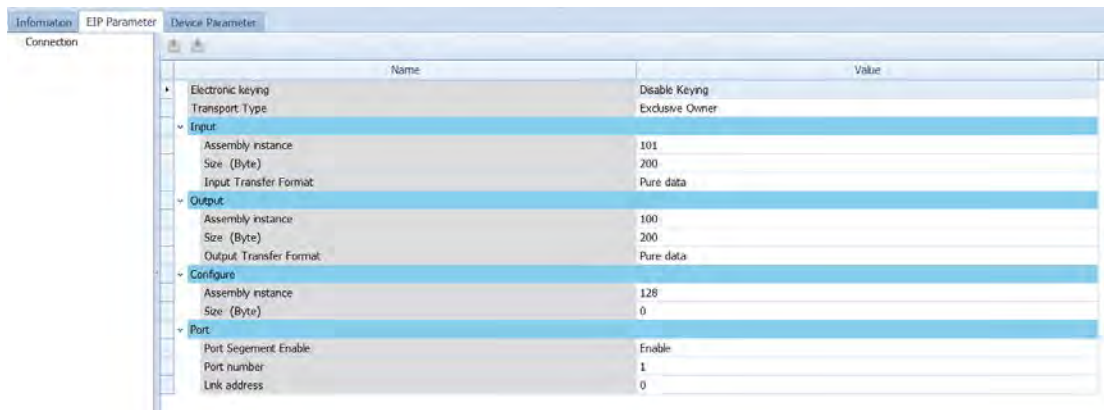 Information EIP Parameter Device Parameter
Connection
Name Value
Electronic keying Disable Keying
Transport Type Exclusive Owner
Input
Assembly instance 101
Size (Byte) 200
Input Transfer Format Pure data
Output
Assembly instance 100
Size (Byte) 200
Output Transfer Format Pure data
Configure
Assembly instance 128
Size (Byte) 0
Port
Port Segement Enable Enable
Port number 1
Link address 0